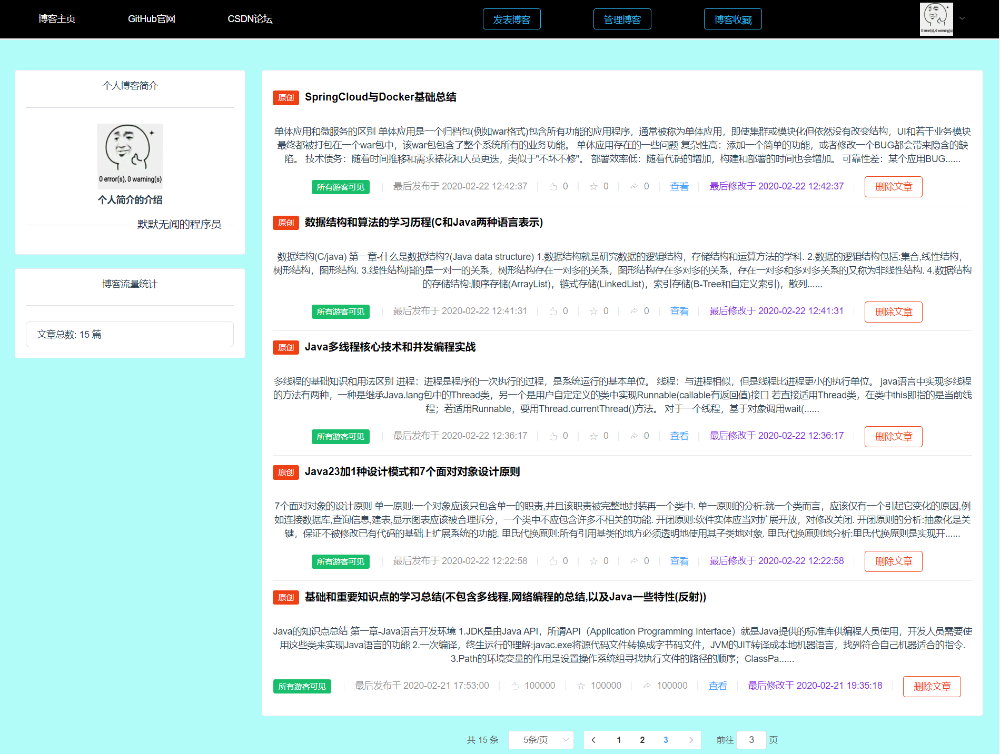 博客主页 GitHub官网 CSDN论坛 发表博客 管理博客 博客收藏
0 error(s), 0 warning(s)
个人博客简介
0 error(s), 0 warning(s)
个人简介的介绍
默默无闻的程序员
博客流量统计
文章总数: 15 篇
原创 SpringCloud与Docker基础总结
单体应用和微服务的区别 单体应用是一个归档包(例如war格式)包含所有功能的应用程序，通常被称为单体应用，即使集群或模块化但依然没有改变结构，UI和若干业务模块
最终都被打包在一个war包中，该war包包含了整个系统所有的业务功能。 单体应用存在的一些问题 复杂性高：添加一个简单的功能，或者修改一个BUG都会带来隐含的缺
陷。 技术债务：随着时间推移和需求裱花和人员更迭，类似于"不坏不修"。 部署效率低：随着代码的增加，构建和部署的时间也会增加。 可靠性差：某个应用BUG......
所有游客可见 最后发布于 2020-02-22 12:42:37 0 0 0 查看 最后修改于 2020-02-22 12:42:37 删除文章
原创 数据结构和算法的学习历程(C和Java两种语言表示)
数据结构(C/java) 第一章-什么是数据结构?(Java data structure) 1.数据结构就是研究数据的逻辑结构，存储结构和运算方法的学科. 2.数据的逻辑结构包括:集合,线性结构，
树形结构，图形结构. 3.线性结构指的是一对一的关系，树形结构存在一对多的关系，图形结构存在多对多的关系，存在一对多和多对多关系的又称为非线性结构. 4.数据结构
的存储结构:顺序存储(ArrayList)，链式存储(LinkedList)，索引存储(B-Tree和自定义索引)，散列......
所有游客可见 最后发布于 2020-02-22 12:41:31 0 0 0 查看 最后修改于 2020-02-22 12:41:31 删除文章
原创 Java多线程核心技术和并发编程实战
多线程的基础知识和用法区别 进程：进程是程序的一次执行的过程，是系统运行的基本单位。 线程：与进程相似，但是线程比进程更小的执行单位。 java语言中实现多线程
的方法有两种，一种是继承Java.lang包中的Thread类，另一个是用户自定定义的类中实现Runnable(callable有返回值)接口 若直接适用Thread类，在类中this即指的是当前线
程；若适用Runnable，要用Thread.currentThread()方法。 对于一个线程，基于对象调用wait(......
所有游客可见 最后发布于 2020-02-22 12:36:17 0 0 0 查看 最后修改于 2020-02-22 12:36:17 删除文章
原创 Java23加1种设计模式和7个面对对象设计原则
7个面对对象的设计原则 单一原则:一个对象应该只包含单一的职责,并且该职责被完整地封装再一个类中. 单一原则的分析:就一个类而言，应该仅有一个引起它变化的原因,例
如连接数据库,查询信息,建表,显示图表应该被合理拆分，一个类中不应包含许多不相关的功能. 开闭原则:软件实体应当对扩展开放，对修改关闭. 开闭原则的分析:抽象化是关
键，保证不被修改已有代码的基础上扩展系统的功能. 里氏代换原则:所有引用基类的地方必须透明地使用其子类地对象. 里氏代换原则地分析:里氏代换原则是实现开......
所有游客可见 最后发布于 2020-02-22 12:22:58 0 0 0 查看 最后修改于 2020-02-22 12:22:58 删除文章
原创 基础和重要知识点的学习总结(不包含多线程,网络编程的总结,以及Java一些特性(反射))
Java的知识点总结 第一章-Java语言开发环境 1.JDK是由Java API，所谓API（Application Programming Interface）就是Java提供的标准库供编程人员使用，开发人员需要使
用这些类来实现Java语言的功能 2.一次编译，终生运行的理解:javac.exe将源代码文件转换成字节码文件，JVM的JIT转译成本地机器语言，找到符合自己机器适合的指令.
3.Path的环境变量的作用是设置操作系统组寻找执行文件的路径的顺序；ClassPa......
所有游客可见 最后发布于 2020-02-21 17:53:00 100000 100000 100000 查看 最后修改于 2020-02-21 19:35:18 删除文章
共 15 条 5条/页 1 2 3 前往 3 页